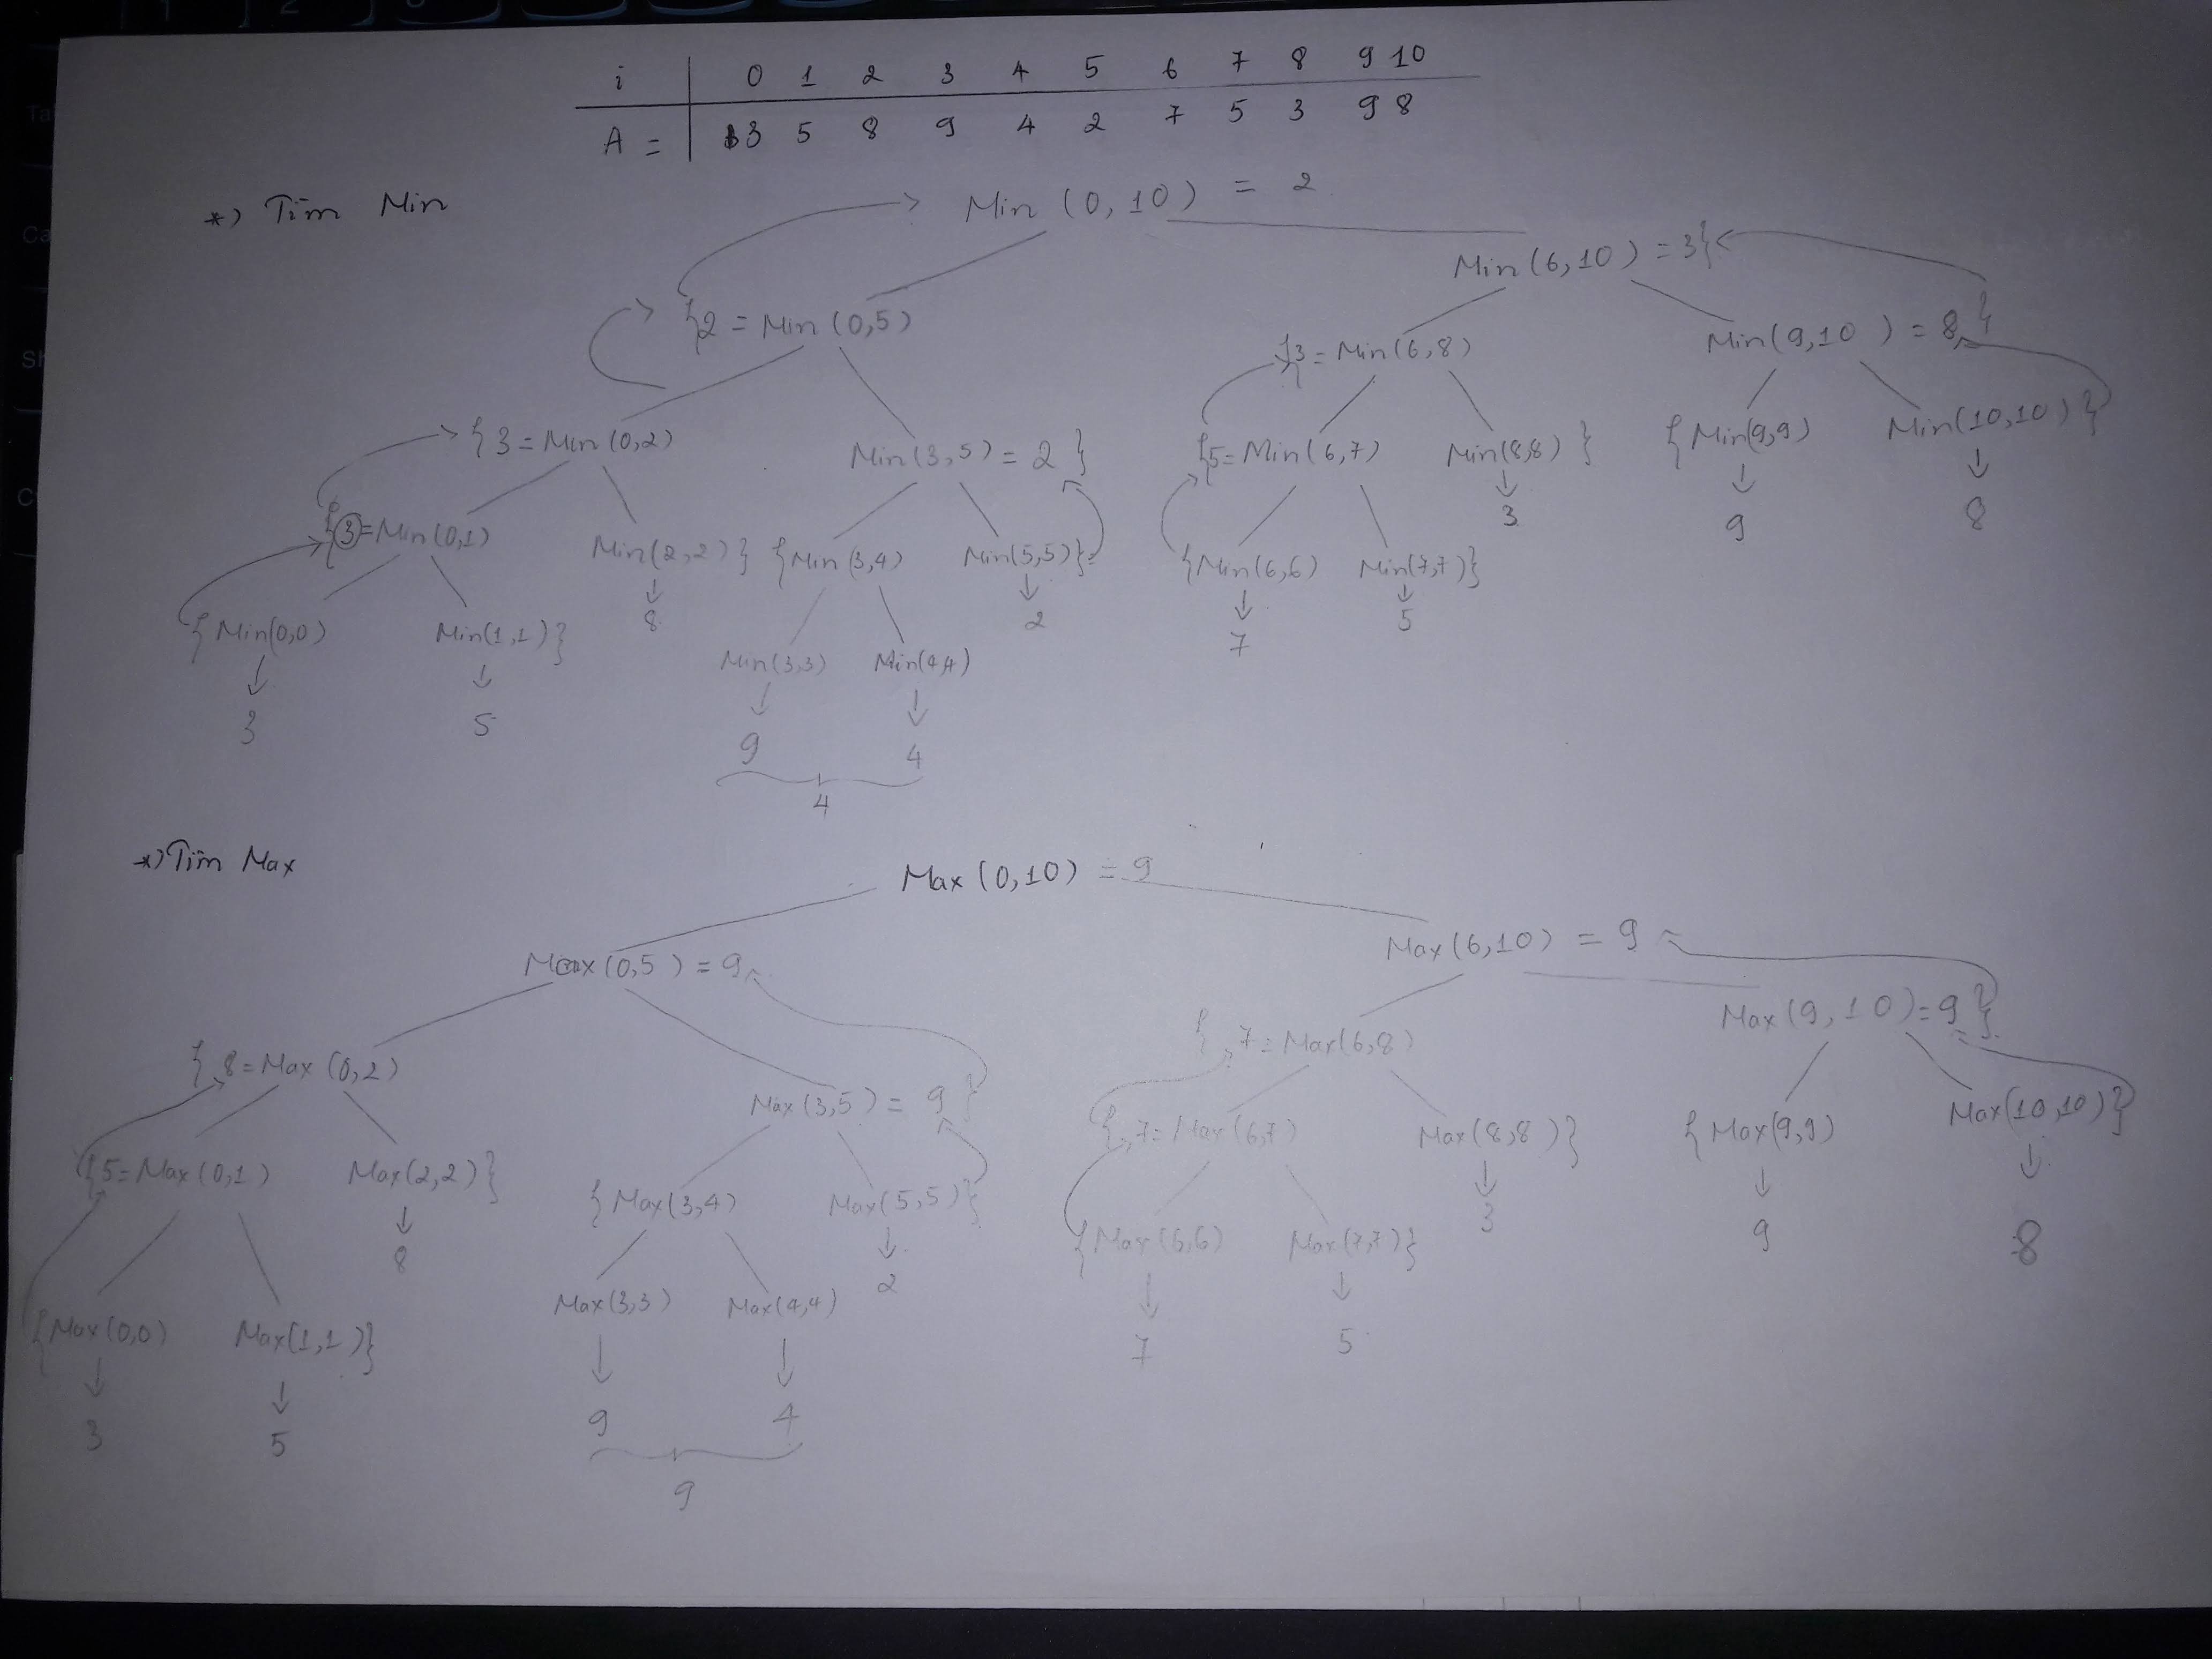 i 0 1 2 3 4 5 6 7 8 9 10
A = 3 5 8 9 4 2 7 5 3 9 8
*) Tìm Min
Min (0,10) = 2
Min(6,10) = 3}
{2 = Min (0,5)
{3 = Min(6,8)
Min(9,10) = 8}
{3 = Min(0,2)
Min(3,5) = 2}
{5 = Min(6,7)
Min(8,8)}
{Min(9,9)
Min(10,10)}
3
9
8
{3 = Min(0,1)
Min(2,2)}
{Min(3,4)
Min(5,5)}
{Min(6,6)
Min(7,7)}
8
2
7
5
{Min(0,0)
Min(1,1)}
Min(3,3)
Min(4,4)
3
5
9
4
4
*) Tìm Max
Max (0,10) = 9
Max (0,5) = 9
Max(6,10) = 9
{8 = Max (0,2)
Max(3,5) = 9}
{7 = Max(6,8)
Max(9,10) = 9}
{5 = Max(0,1)
Max(2,2)}
{Max(3,4)
Max(5,5)}
{7 = Max(6,7)
Max(8,8)}
{Max(9,9)
Max(10,10)}
8
2
3
9
8
{Max(0,0)
Max(1,1)}
Max(3,3)
Max(4,4)
{Max(6,6)
Max(7,7)}
3
5
9
4
7
5
9